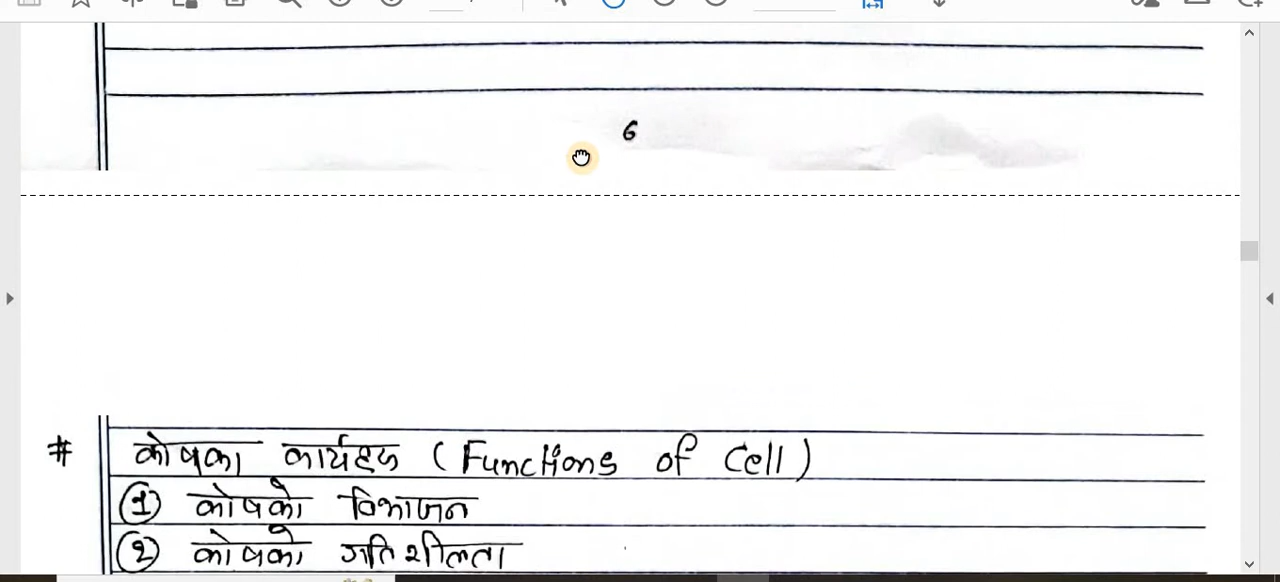 6
# कोषका कार्यहरू (Functions of Cell)
① कोषको विभाजन
② कोषको गतिशीलता